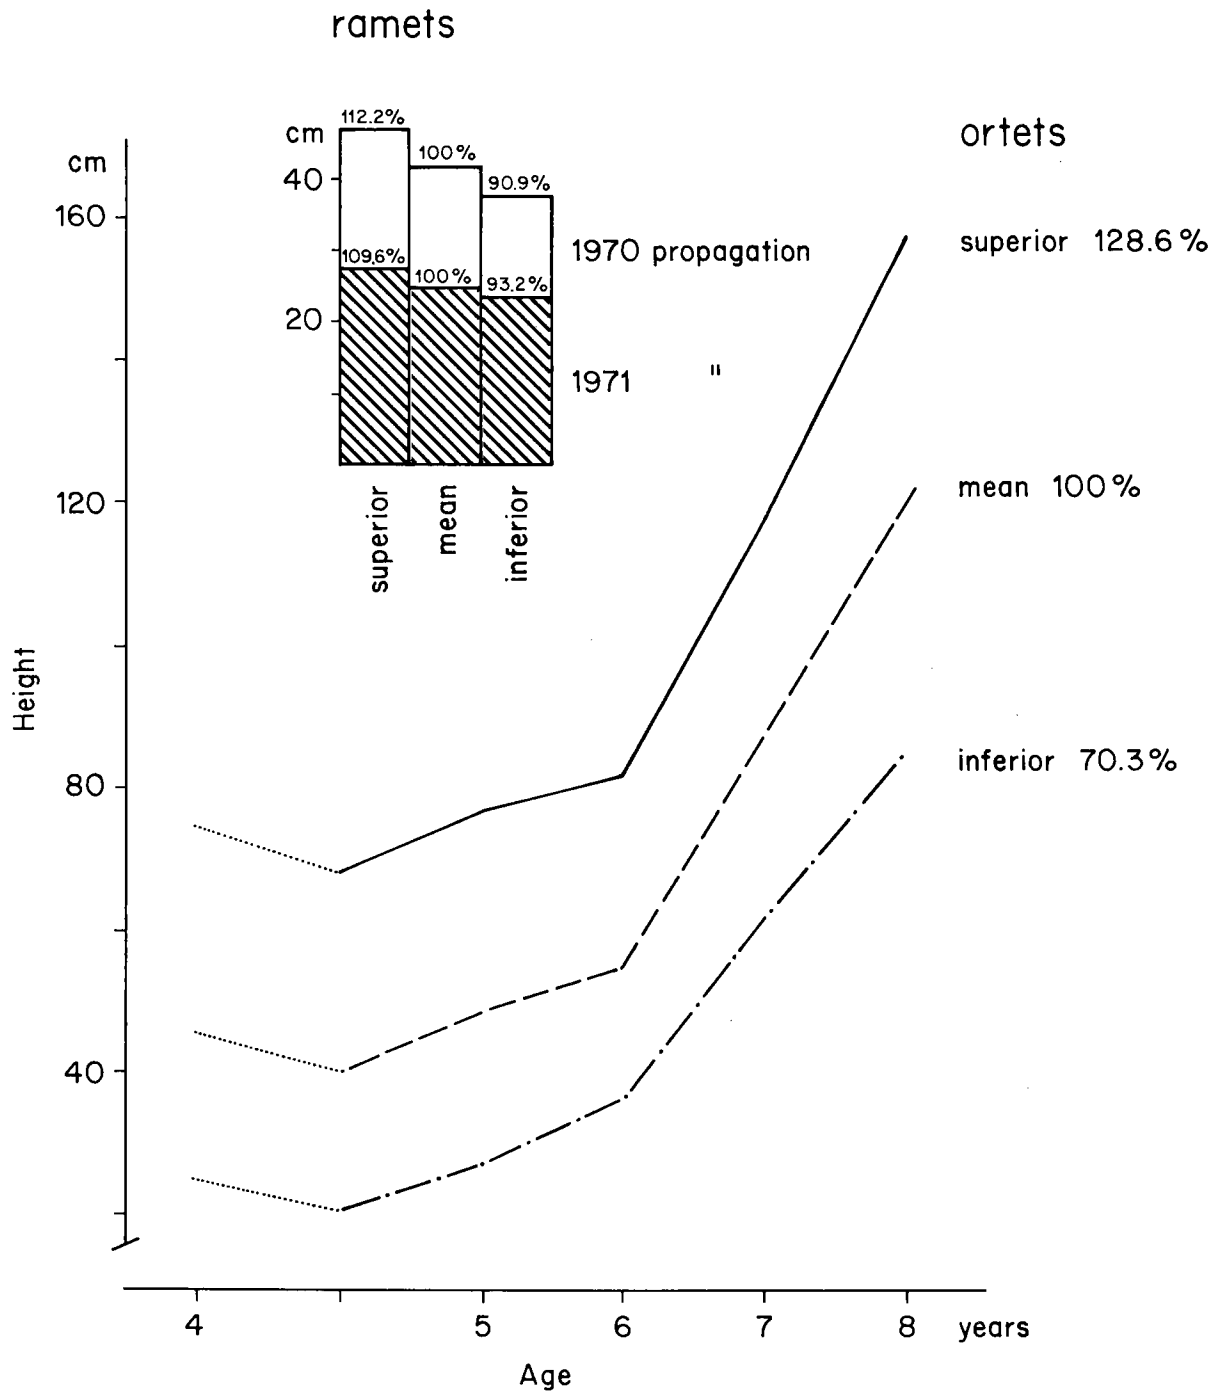 ramets
ortets
cm
160
120
80
40
Height
cm
40
20
112.2%
100%
90.9%
109.6%
100%
93.2%
1970 propagation
1971 "
superior
mean
inferior
superior 128.6%
mean 100%
inferior 70.3%
4 5 6 7 8 years
Age